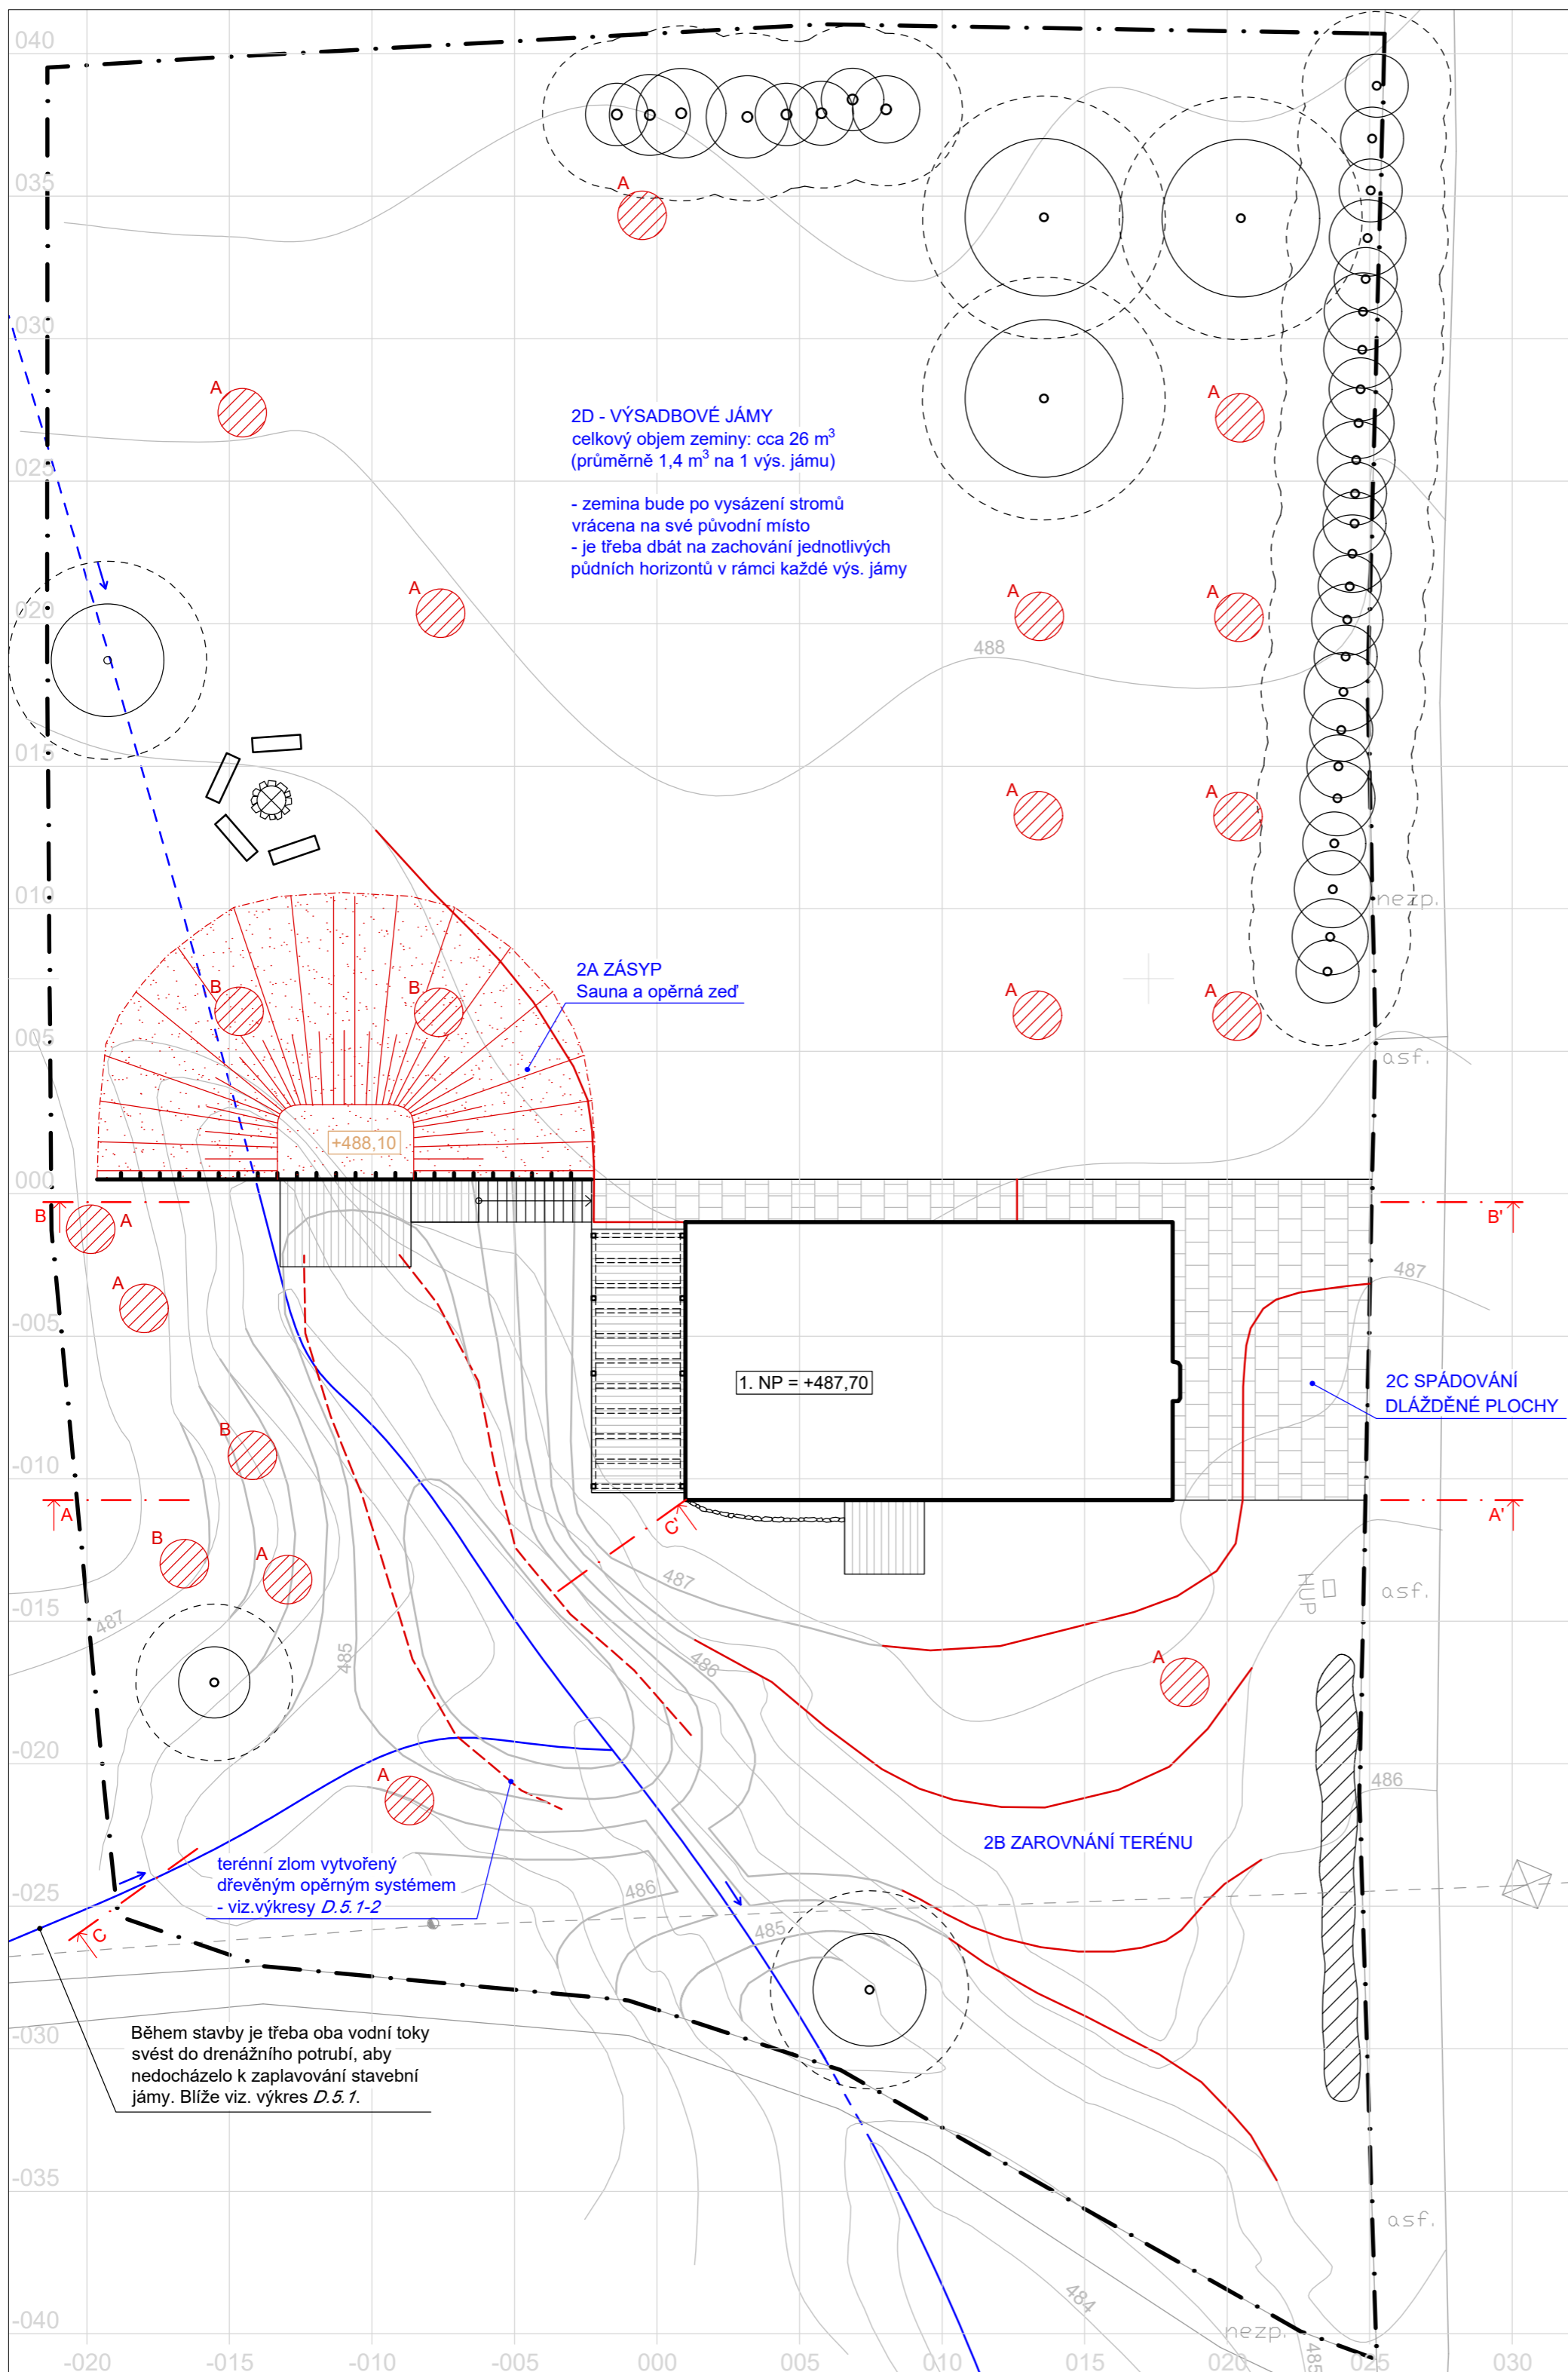 040
035
A
030
A
A
2D - VÝSADBOVÉ JÁMY
celkový objem zeminy: cca 26 m³
(průměrně 1,4 m³ na 1 výs. jámu)
025
- zemina bude po vysázení stromů
vrácena na své původní místo
- je třeba dbát na zachování jednotlivých
půdních horizontů v rámci každé výs. jámy
A
A
A
020
488
015
A
A
010
nezp.
2A ZÁSYP
Sauna a opěrná zeď
B
B
A
A
005
asf.
+488,10
000
B
A
B'
487
A
-005
1. NP = +487,70
2C SPÁDOVÁNÍ
DLÁŽDĚNÉ PLOCHY
B
-010
A
C'
A'
B
A
487
HUP
asf.
-015
487
485
486
A
-020
A
486
2B ZAROVNÁNÍ TERÉNU
terénní zlom vytvořený
dřevěným opěrným systémem
- viz.výkresy D.5.1-2
-025
486
485
C
Během stavby je třeba oba vodní toky
svést do drenážního potrubí, aby
nedocházelo k zaplavování stavební
jámy. Blíže viz. výkres D.5.1.
-030
-035
asf.
484
-040
nezp.
485
-020
-015
-010
-005
000
005
010
015
020
025
030